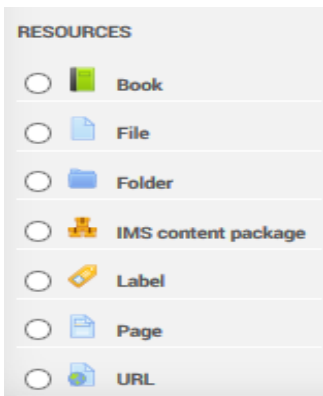 RESOURCES
Book
File
Folder
IMS content package
Label
Page
URL